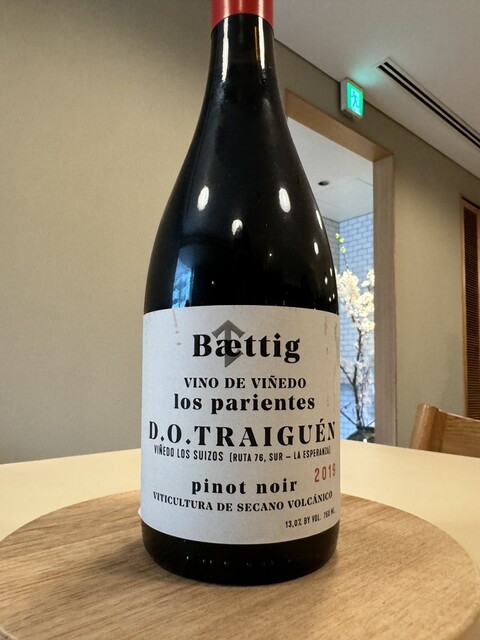 Bættig
VINO DE VIÑEDO
los parientes
D.O.TRAIGUÉN
VIÑEDO LOS SUIZOS (RUTA 76, SUR – LA ESPERANZA)
2019
pinot noir
VITICULTURA DE SECANO VOLCÁNICO
13,0% BY VOL. 750 ML.